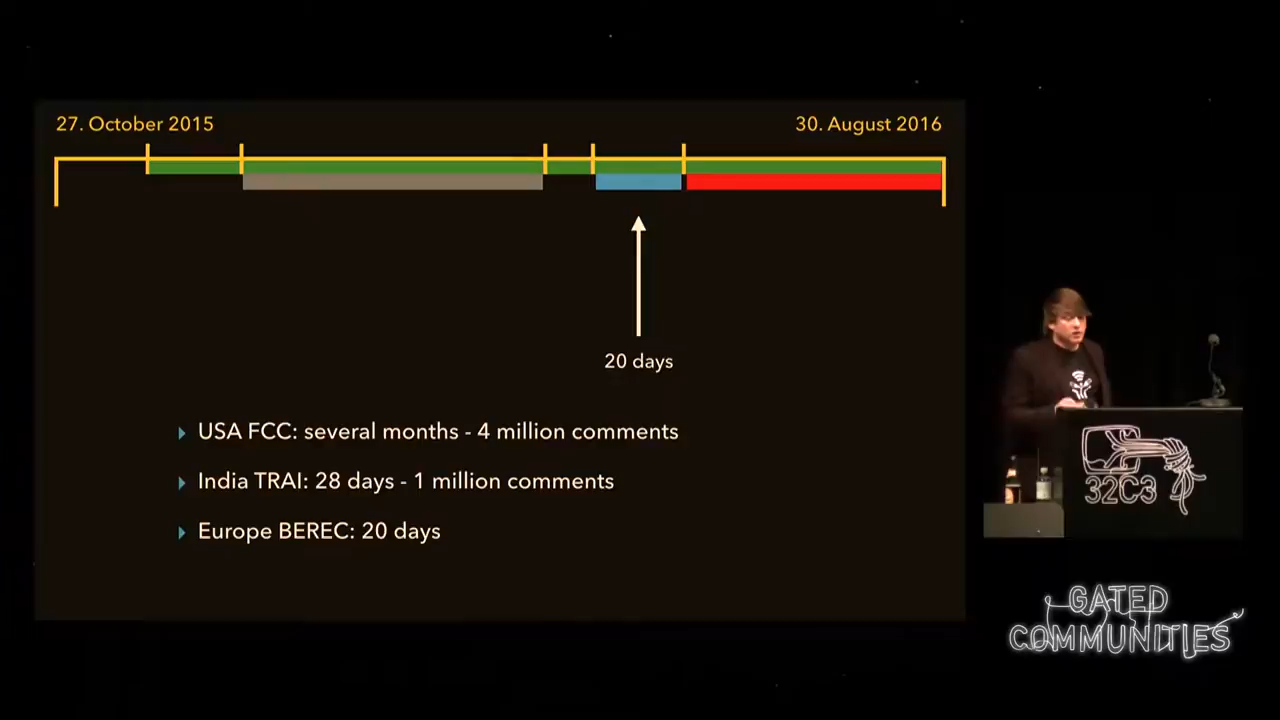 27. October 2015
30. August 2016
20 days
USA FCC: several months - 4 million comments
India TRAI: 28 days - 1 million comments
Europe BEREC: 20 days
32C3
GATED
COMMUNITIES